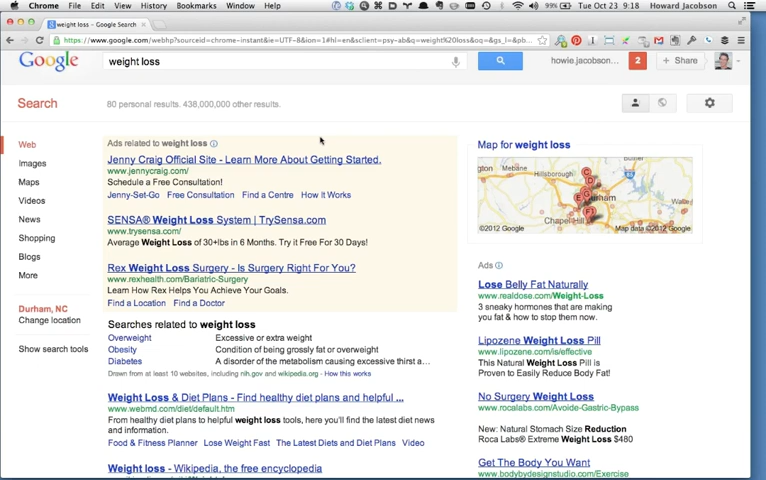 Chrome File Edit View History Bookmarks Window Help 99% Tue Oct 23 9:18 Howard Jacobson
weight loss - Google Search
https://www.google.com/webhp?sourceid=chrome-instant&ie=UTF-8&ion=1#hl=en&sclient=psy-ab&q=weight%20loss&oq=&gs_l=&pb...
Google weight loss howie.jacobson... 2 + Share
Search 80 personal results. 438,000,000 other results.
Web
Images
Maps
Videos
News
Shopping
Blogs
More
Durham, NC
Change location
Show search tools
Ads related to weight loss
Jenny Craig Official Site - Learn More About Getting Started.
www.jennycraig.com/
Schedule a Free Consultation!
Jenny-Set-Go Free Consultation Find a Centre How It Works
SENSA® Weight Loss System | TrySensa.com
www.trysensa.com/
Average Weight Loss of 30+lbs in 6 Months. Try it Free For 30 Days!
Rex Weight Loss Surgery - Is Surgery Right For You?
www.rexhealth.com/Bariatric-Surgery
Learn How Rex Helps You Achieve Your Goals.
Find a Location Find a Doctor
Searches related to weight loss
Overweight Excessive or extra weight
Obesity Condition of being grossly fat or overweight
Diabetes A disorder of the metabolism causing excessive thirst a...
Drawn from at least 10 websites, including nih.gov and wikipedia.org - How this works
Weight Loss & Diet Plans - Find healthy diet plans and helpful ...
www.webmd.com/diet/default.htm
From healthy diet plans to helpful weight loss tools, here you'll find the latest diet news
and information.
Food & Fitness Planner Lose Weight Fast The Latest Diets and Diet Plans Video
Weight loss - Wikipedia, the free encyclopedia
Map for weight loss
Mebane Hillsborough
Durham
Chapel Hill
©2012 Google Map data ©2012 Google
Ads
Lose Belly Fat Naturally
www.realdose.com/Weight-Loss
3 sneaky hormones that are making
you fat & how to stop them now.
Lipozene Weight Loss Pill
www.lipozene.com/is/effective
This Natural Weight Loss Pill is
Proven to Easily Reduce Body Fat!
No Surgery Weight Loss
www.rocalabs.com/Avoide-Gastric-Bypass
New: Natural Stomach Size Reduction
Roca Labs® Extreme Weight Loss $480
Get The Body You Want
www.bodybydesignstudio.com/Exercise